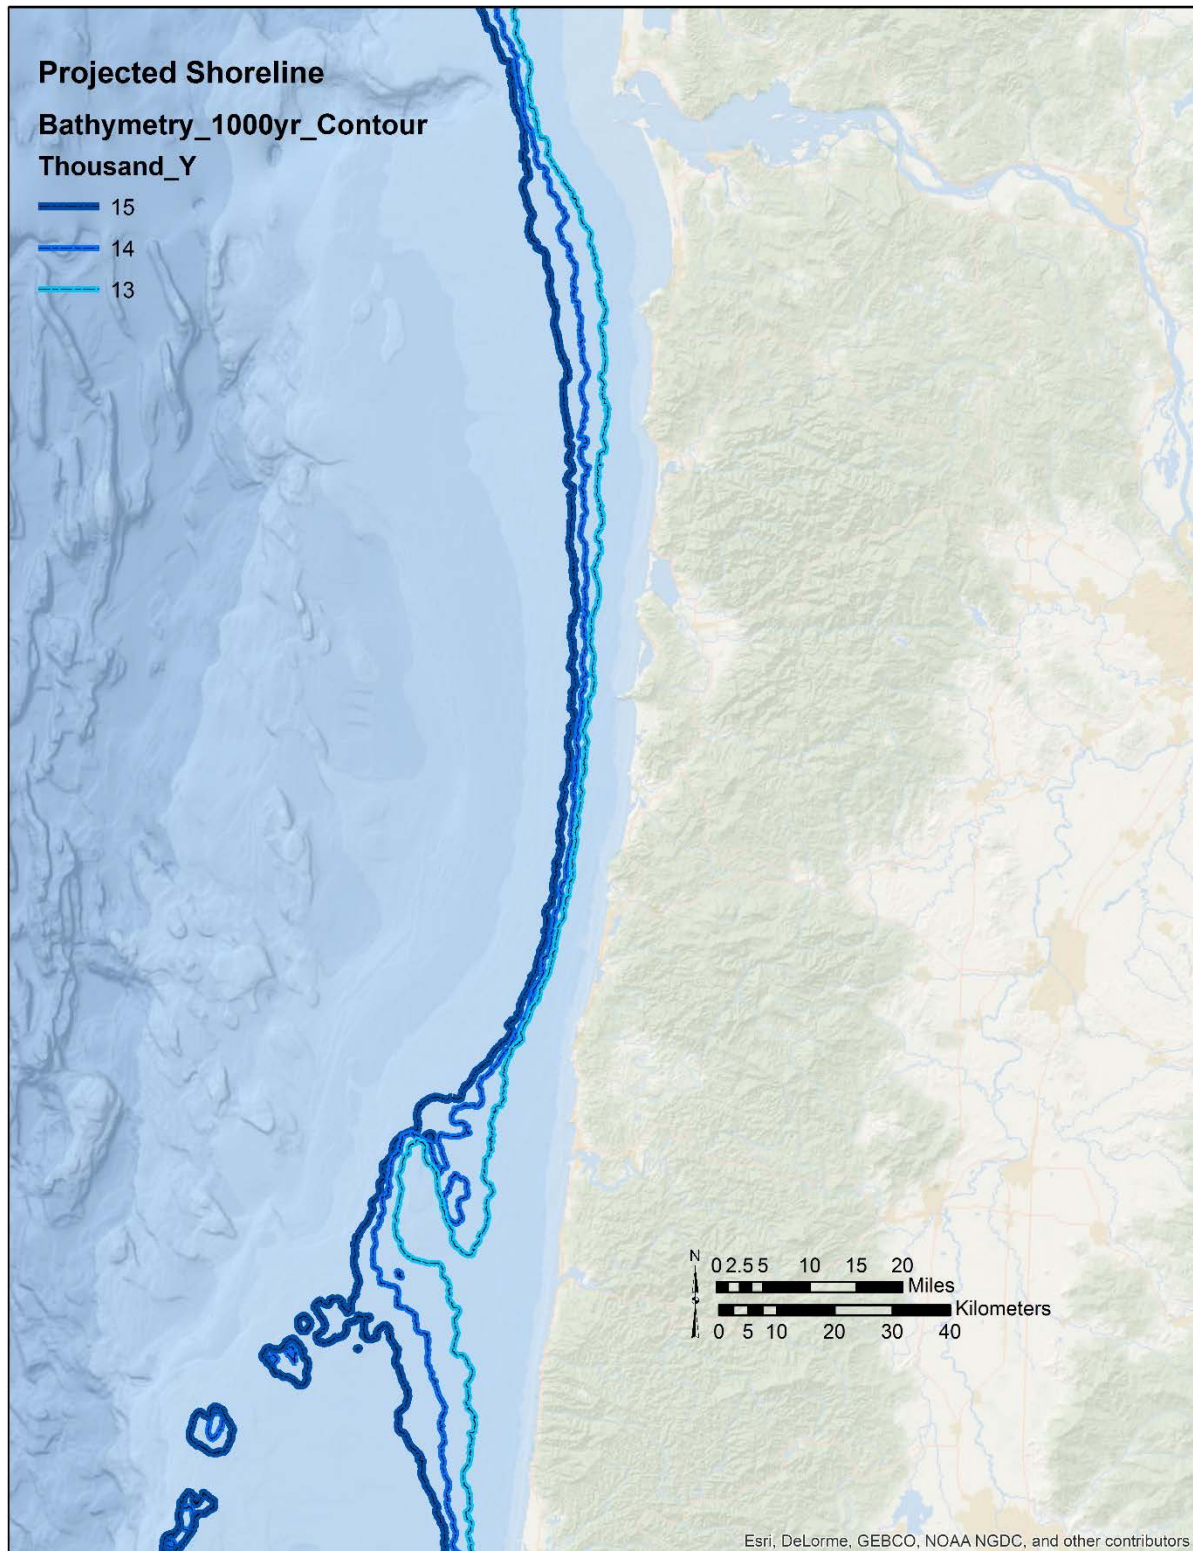 Projected Shoreline
Bathymetry_1000yr_Contour
Thousand_Y
15
14
13
N
0 2.5 5 10 15 20
Miles
Kilometers
0 5 10 20 30 40
Esri, DeLorme, GEBCO, NOAA NGDC, and other contributors